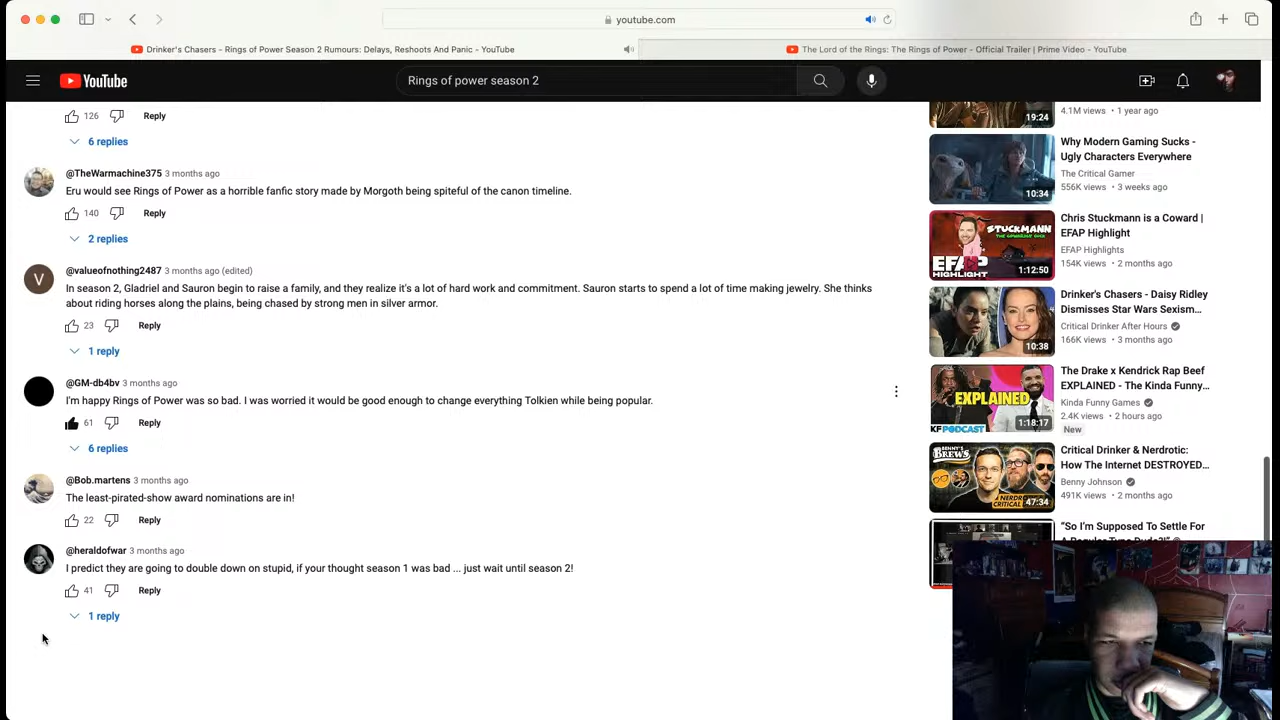 youtube.com
Drinker's Chasers - Rings of Power Season 2 Rumours: Delays, Reshoots And Panic - YouTube
The Lord of the Rings: The Rings of Power - Official Trailer | Prime Video - YouTube
YouTube
Rings of power season 2
126
Reply
6 replies
@TheWarmachine375 3 months ago
Eru would see Rings of Power as a horrible fanfic story made by Morgoth being spiteful of the canon timeline.
140
Reply
2 replies
V
@valueofnothing2487 3 months ago (edited)
In season 2, Gladriel and Sauron begin to raise a family, and they realize it's a lot of hard work and commitment. Sauron starts to spend a lot of time making jewelry. She thinks
about riding horses along the plains, being chased by strong men in silver armor.
23
Reply
1 reply
@GM-db4bv 3 months ago
I'm happy Rings of Power was so bad. I was worried it would be good enough to change everything Tolkien while being popular.
61
Reply
6 replies
@Bob.martens 3 months ago
The least-pirated-show award nominations are in!
22
Reply
@heraldofwar 3 months ago
I predict they are going to double down on stupid, if your thought season 1 was bad ... just wait until season 2!
41
Reply
1 reply
19:24
4.1M views • 1 year ago
10:34
Why Modern Gaming Sucks -
Ugly Characters Everywhere
The Critical Gamer
556K views • 3 weeks ago
STUCKMANN
EFAP
HIGHLIGHT
1:12:50
Chris Stuckmann is a Coward |
EFAP Highlight
EFAP Highlights
154K views • 2 months ago
10:38
Drinker's Chasers - Daisy Ridley
Dismisses Star Wars Sexism...
Critical Drinker After Hours
166K views • 3 months ago
EXPLAINED
KF PODCAST
1:18:17
The Drake x Kendrick Rap Beef
EXPLAINED - The Kinda Funny...
Kinda Funny Games
2.4K views • 2 hours ago
New
BENNY'S
BREWS
NERDR
CRITICAL
47:34
Critical Drinker & Nerdrotic:
How The Internet DESTROYED...
Benny Johnson
491K views • 2 months ago
"So I'm Supposed To Settle For